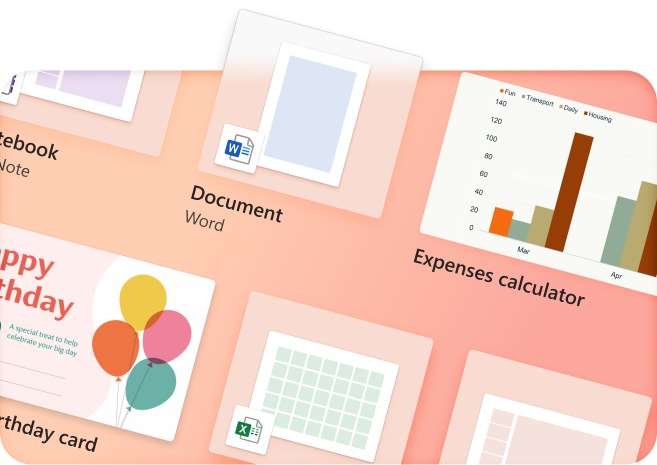 tebook
Note
Document
Word
W
Fun Transport Daily Housing
140
120
100
80
60
40
20
0
Mar
Apr
Expenses calculator
ppy
thday
A special treat to help
celebrate your big day
rthday card
X